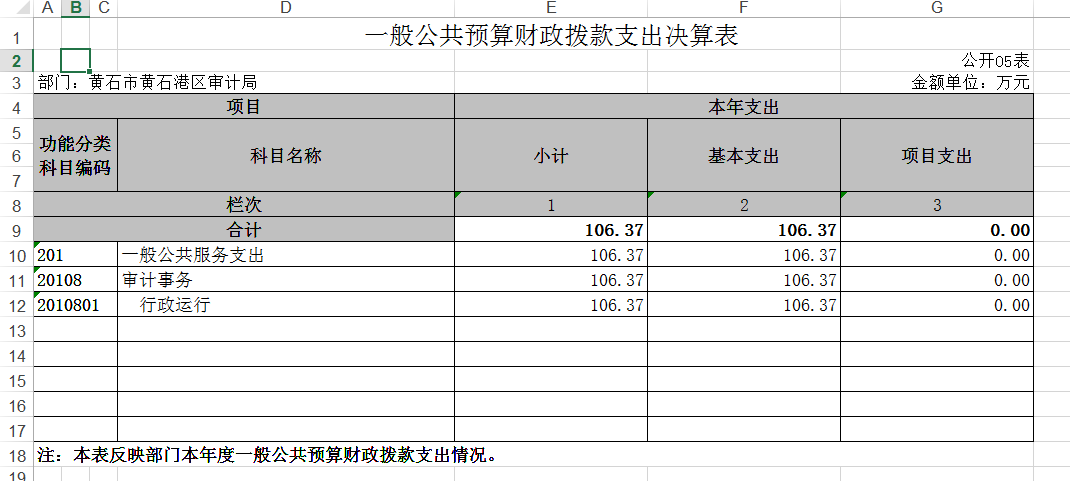 A B C D E F G
1 一般公共预算财政拨款支出决算表
2 公开05表
3 部门：黄石市黄石港区审计局 金额单位：万元
4 项目 本年支出
5
6
7
功能分类
科目编码 科目名称 小计 基本支出 项目支出
8 栏次 1 2 3
9 合计 106.37 106.37 0.00
10 201 一般公共服务支出 106.37 106.37 0.00
11 20108 审计事务 106.37 106.37 0.00
12 2010801 行政运行 106.37 106.37 0.00
13
14
15
16
17
18 注：本表反映部门本年度一般公共预算财政拨款支出情况。
19